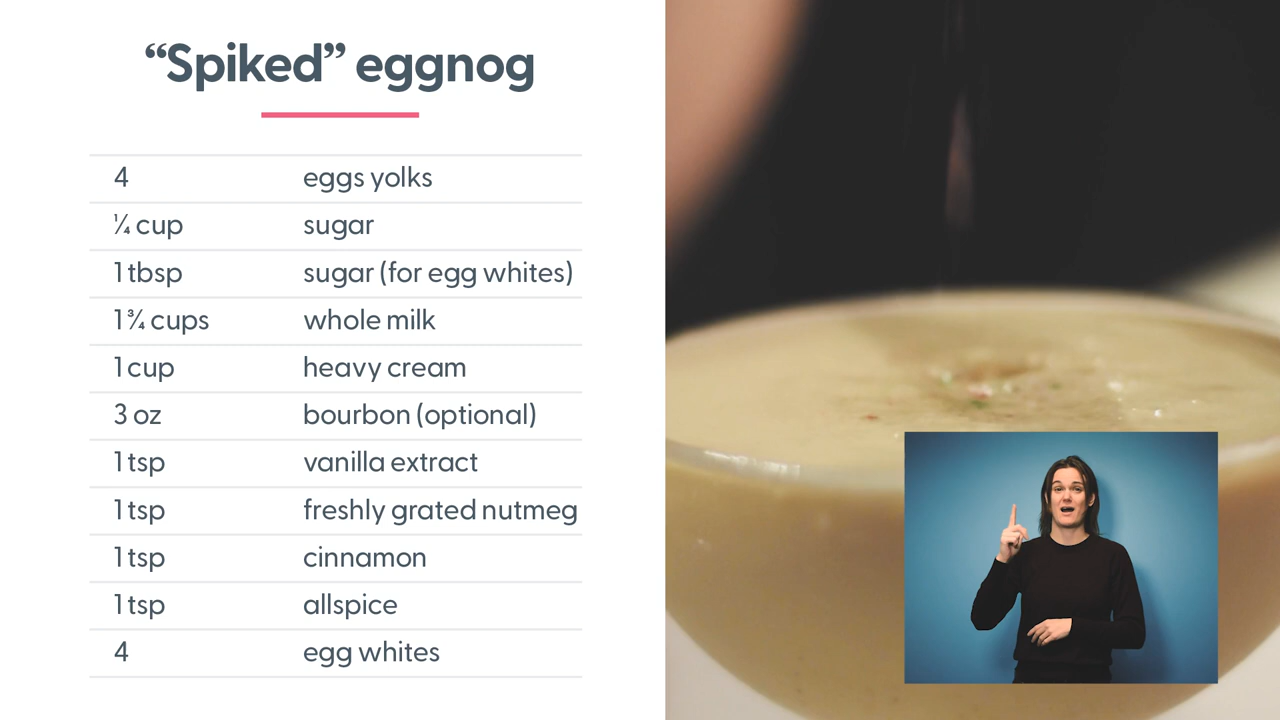 “Spiked” eggnog
4 eggs yolks
¼ cup sugar
1 tbsp sugar (for egg whites)
1 ¾ cups whole milk
1 cup heavy cream
3 oz bourbon (optional)
1 tsp vanilla extract
1 tsp freshly grated nutmeg
1 tsp cinnamon
1 tsp allspice
4 egg whites